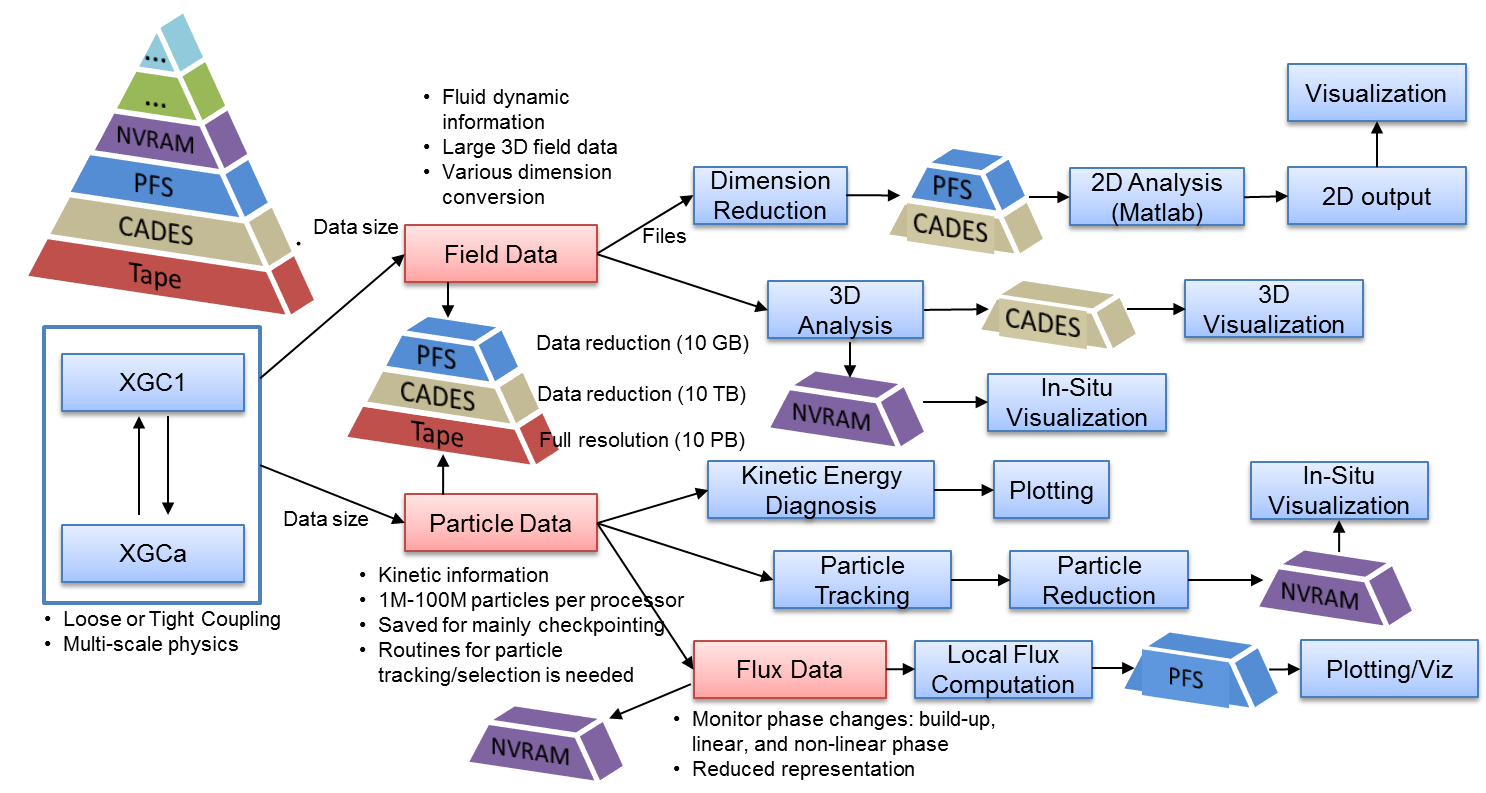 ...
...
NVRAM
PFS
CADES
Tape
• Fluid dynamic
information
• Large 3D field data
• Various dimension
conversion
Data size
Field Data
Files
Dimension
Reduction
PFS
CADES
2D Analysis
(Matlab)
2D output
Visualization
3D
Analysis
CADES
3D
Visualization
NVRAM
In-Situ
Visualization
PFS
CADES
Tape
Data reduction (10 GB)
Data reduction (10 TB)
Full resolution (10 PB)
XGC1
XGCa
• Loose or Tight Coupling
• Multi-scale physics
Data size
Particle Data
• Kinetic information
• 1M-100M particles per processor
• Saved for mainly checkpointing
• Routines for particle
tracking/selection is needed
Kinetic Energy
Diagnosis
Plotting
Particle
Tracking
Particle
Reduction
NVRAM
In-Situ
Visualization
Flux Data
Local Flux
Computation
PFS
Plotting/Viz
NVRAM
• Monitor phase changes: build-up,
linear, and non-linear phase
• Reduced representation